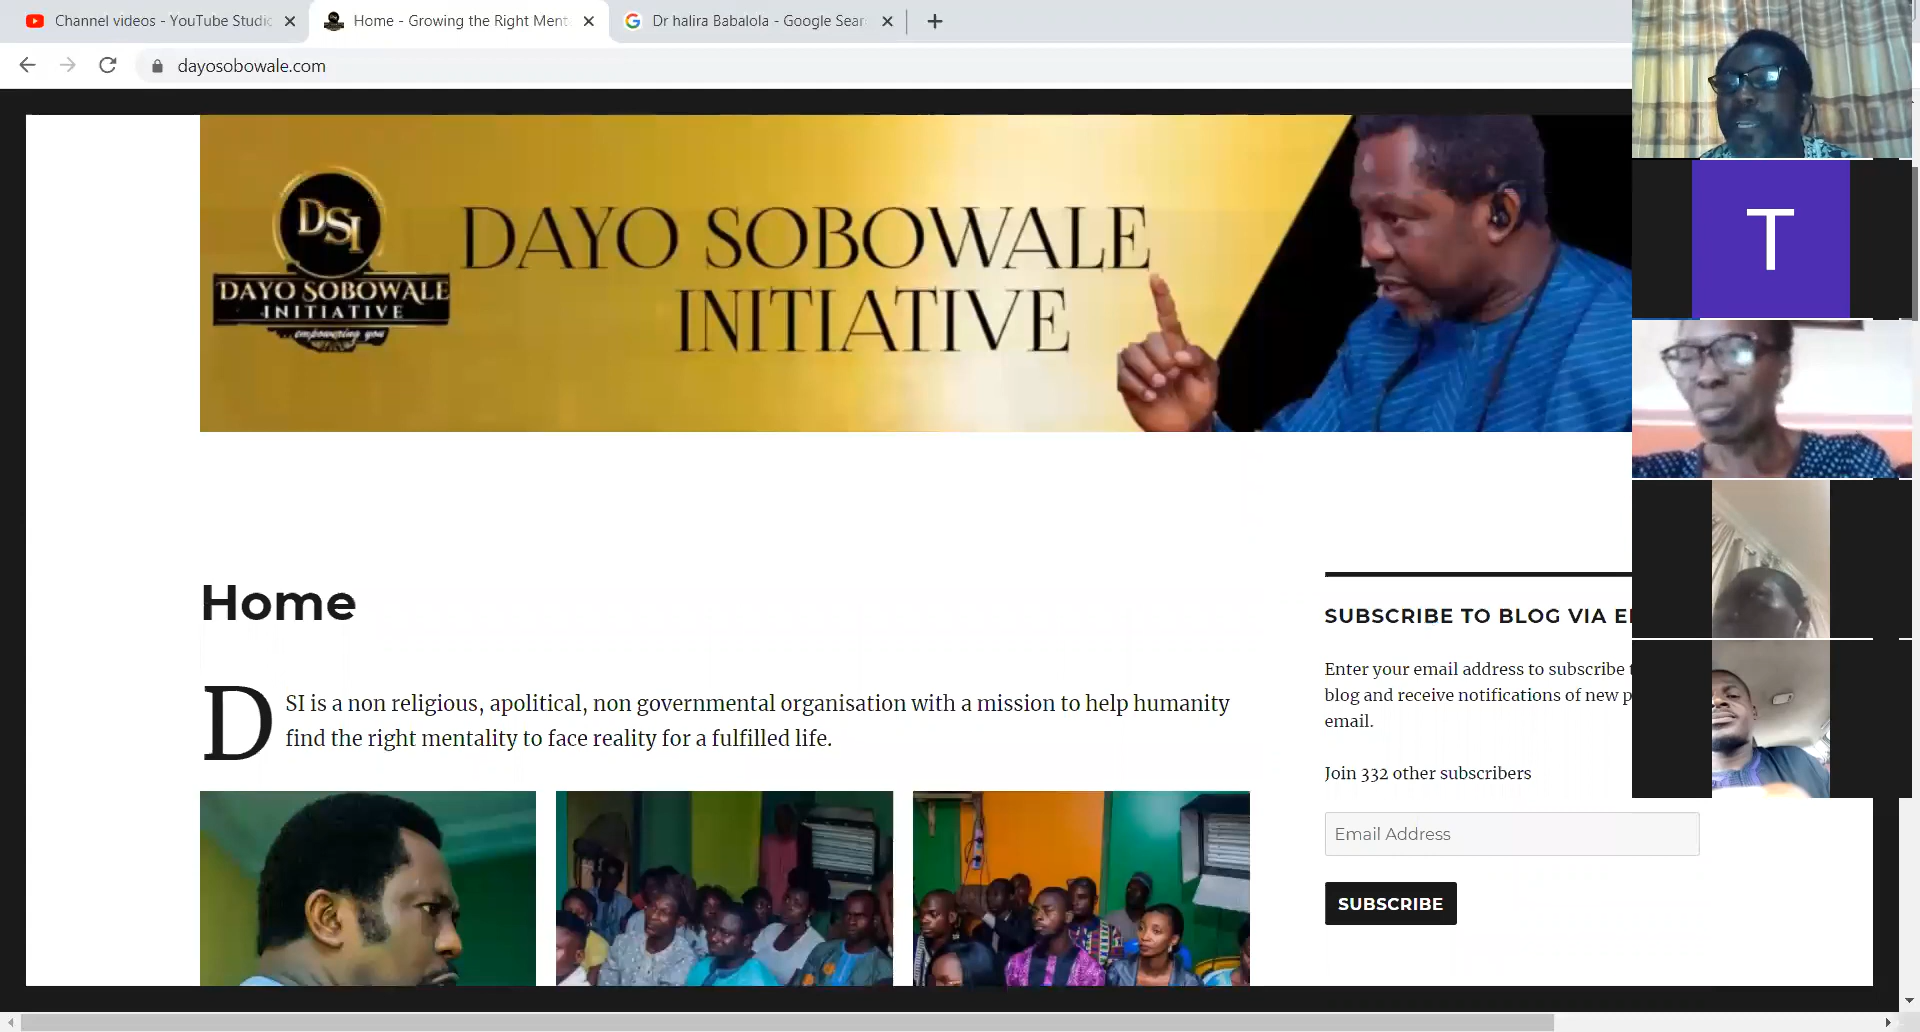 Channel videos - YouTube Studio
Home - Growing the Right Ment
Dr halira Babalola - Google Sear
dayosobowale.com
DSI
DAYO SOBOWALE
INITIATIVE
empowering you
DAYO SOBOWALE
INITIATIVE
T
Home
DSI is a non religious, apolitical, non governmental organisation with a mission to help humanity
find the right mentality to face reality for a fulfilled life.
SUBSCRIBE TO BLOG VIA E
Enter your email address to subscribe
blog and receive notifications of new p
email.
Join 332 other subscribers
Email Address
SUBSCRIBE